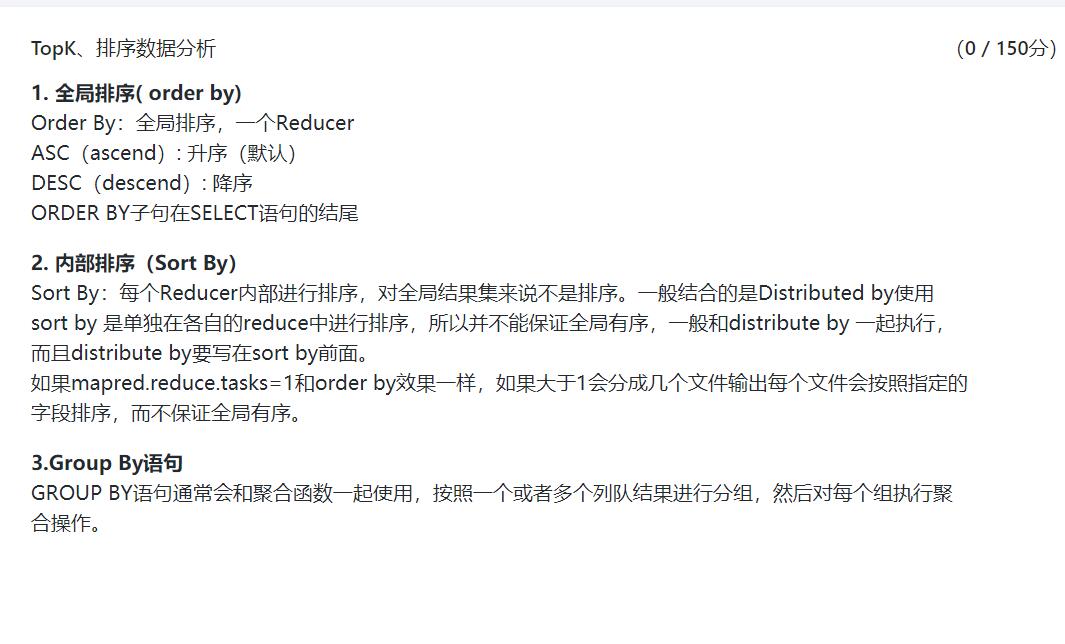 TopK、排序数据分析
(0 / 150分)
1. 全局排序( order by)
Order By：全局排序，一个Reducer
ASC（ascend）: 升序（默认）
DESC（descend）: 降序
ORDER BY子句在SELECT语句的结尾
2. 内部排序（Sort By）
Sort By：每个Reducer内部进行排序，对全局结果集来说不是排序。一般结合的是Distributed by使用
sort by 是单独在各自的reduce中进行排序，所以并不能保证全局有序，一般和distribute by 一起执行，
而且distribute by要写在sort by前面。
如果mapred.reduce.tasks=1和order by效果一样，如果大于1会分成几个文件输出每个文件会按照指定的
字段排序，而不保证全局有序。
3.Group By语句
GROUP BY语句通常会和聚合函数一起使用，按照一个或者多个列队结果进行分组，然后对每个组执行聚
合操作。